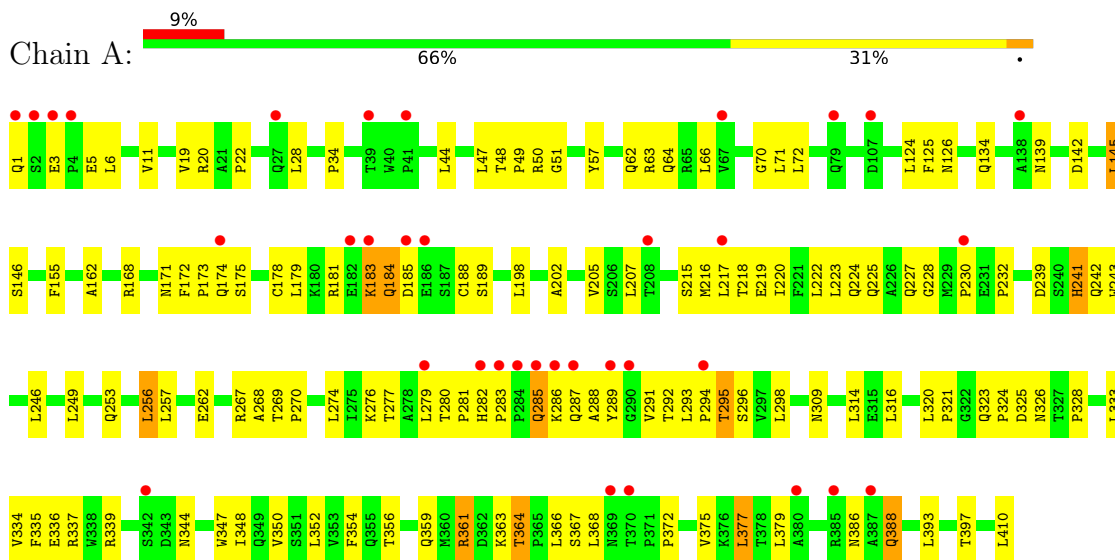 9%
Chain A:
66% 31% •
Q1 S2 E3 P4 E5 L6 V11 V19 R20 A21 P22 Q27 L28 P34 T39 W40 P41 L44 L47 T48 P49 R50 G51 Y57 Q62 R63 Q64 R65 L66 V67 G70 L71 L72 Q79 D107 L124 F125 N126 Q134 A138 N139 D142 L145
S146 F155 A162 R168 N171 F172 P173 Q174 S175 C178 L179 K180 R181 E182 K183 Q184 D185 E186 S187 C188 S189 L198 A202 V205 S206 L207 T208 S215 M216 L217 T218 E219 I220 F221 L222 L223 Q224 Q225 A226 Q227 G228 M229 P230 E231 P232 D239 S240 H241 Q242 W243
L246 L249 Q253 L256 L257 E262 R267 A268 T269 P270 L274 I275 K276 T277 A278 L279 T280 P281 H282 P283 P284 Q285 K286 Q287 A288 Y289 G290 V291 T292 L293 P294 T295 S296 V297 L298 N309 L314 E315 L316 L320 P321 G322 Q323 P324 D325 N326 T327 P328 L333
V334 F335 E336 R337 W338 R339 S342 D343 N344 W347 I348 Q349 V350 S351 L352 V353 F354 Q355 T356 Q359 M360 R361 D362 K363 T364 P365 L366 S367 L368 N369 T370 P371 P372 V375 K376 L377 T378 L379 A380 R385 N386 A387 Q388 L393 T397 L410